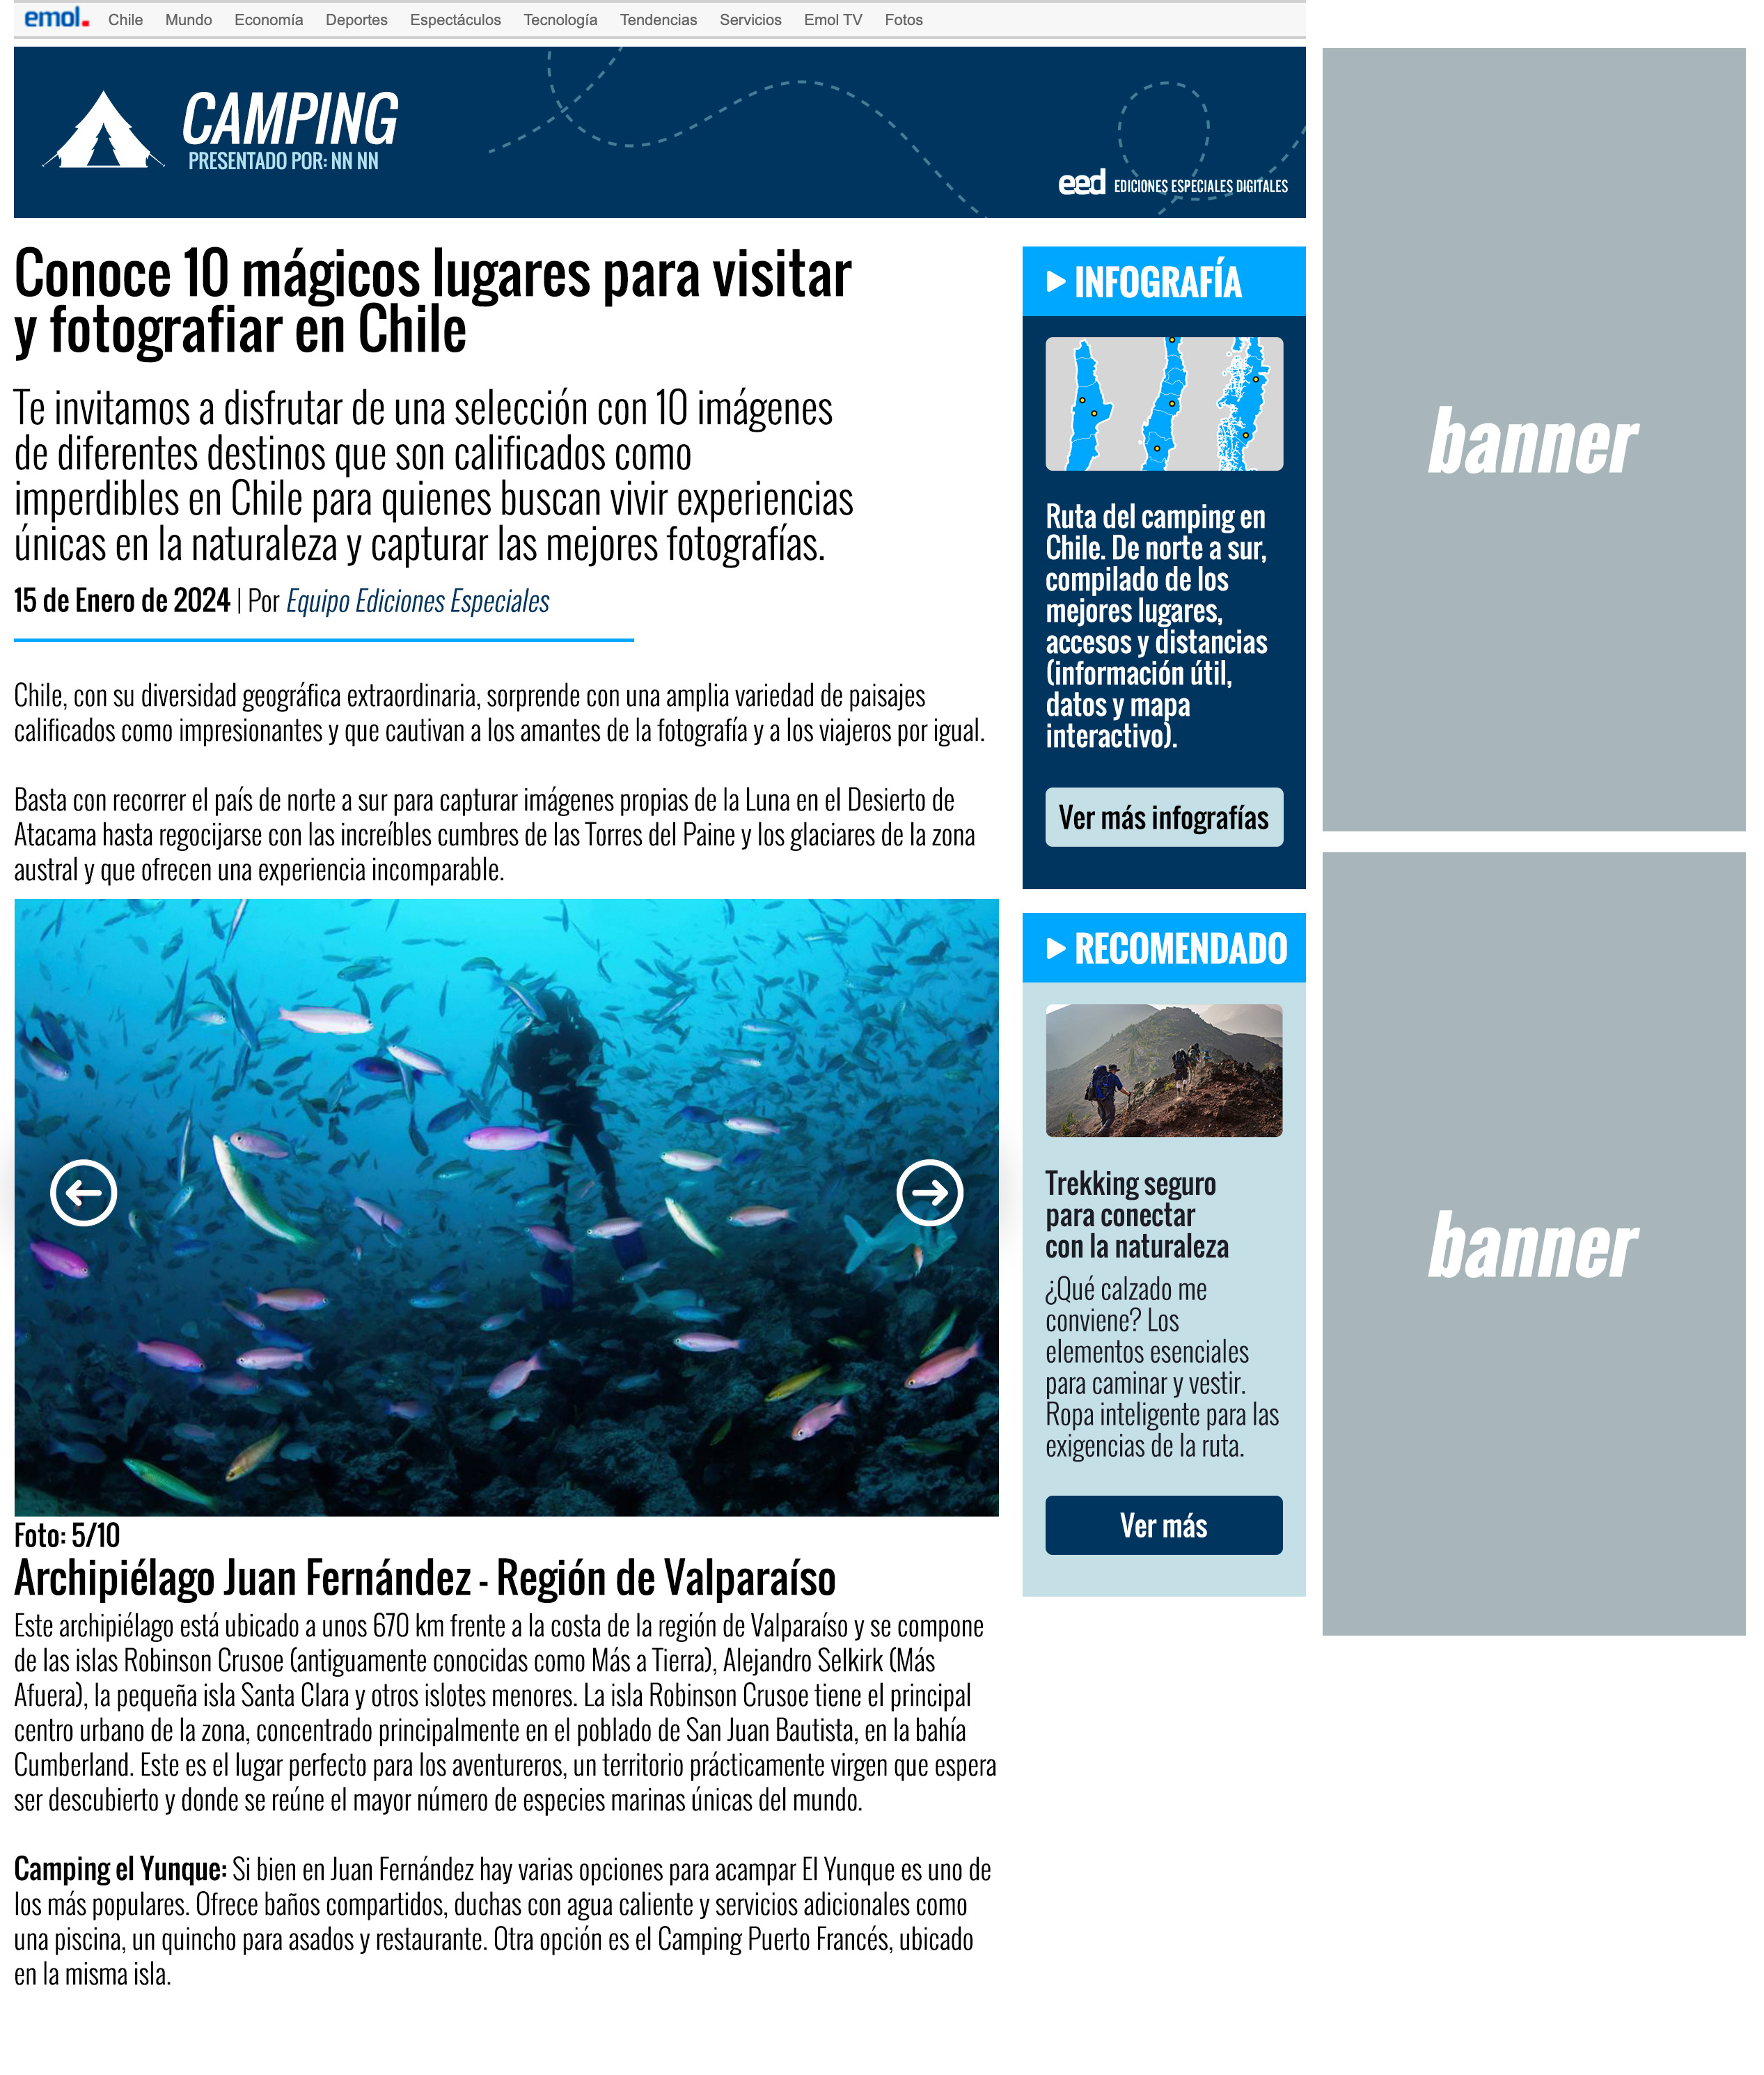 emol.
Chile
Mundo
Economía
Deportes
Espectáculos
Tecnología
Tendencias
Servicios
Emol TV
Fotos
CAMPING
PRESENTADO POR: NN NN
eed EDICIONES ESPECIALES DIGITALES
Conoce 10 mágicos lugares para visitar
y fotografiar en Chile
Te invitamos a disfrutar de una selección con 10 imágenes
de diferentes destinos que son calificados como
imperdibles en Chile para quienes buscan vivir experiencias
únicas en la naturaleza y capturar las mejores fotografías.
15 de Enero de 2024 | Por Equipo Ediciones Especiales
Chile, con su diversidad geográfica extraordinaria, sorprende con una amplia variedad de paisajes
calificados como impresionantes y que cautivan a los amantes de la fotografía y a los viajeros por igual.
Basta con recorrer el país de norte a sur para capturar imágenes propias de la Luna en el Desierto de
Atacama hasta regocijarse con las increíbles cumbres de las Torres del Paine y los glaciares de la zona
austral y que ofrecen una experiencia incomparable.
Foto: 5/10
Archipiélago Juan Fernández - Región de Valparaíso
Este archipiélago está ubicado a unos 670 km frente a la costa de la región de Valparaíso y se compone
de las islas Robinson Crusoe (antiguamente conocidas como Más a Tierra), Alejandro Selkirk (Más
Afuera), la pequeña isla Santa Clara y otros islotes menores. La isla Robinson Crusoe tiene el principal
centro urbano de la zona, concentrado principalmente en el poblado de San Juan Bautista, en la bahía
Cumberland. Este es el lugar perfecto para los aventureros, un territorio prácticamente virgen que espera
ser descubierto y donde se reúne el mayor número de especies marinas únicas del mundo.
Camping el Yunque: Si bien en Juan Fernández hay varias opciones para acampar El Yunque es uno de
los más populares. Ofrece baños compartidos, duchas con agua caliente y servicios adicionales como
una piscina, un quincho para asados y restaurante. Otra opción es el Camping Puerto Francés, ubicado
en la misma isla.
INFOGRAFÍA
Ruta del camping en
Chile. De norte a sur,
compilado de los
mejores lugares,
accesos y distancias
(información útil,
datos y mapa
interactivo).
Ver más infografías
RECOMENDADO
Trekking seguro
para conectar
con la naturaleza
¿Qué calzado me
conviene? Los
elementos esenciales
para caminar y vestir.
Ropa inteligente para las
exigencias de la ruta.
Ver más
banner
banner